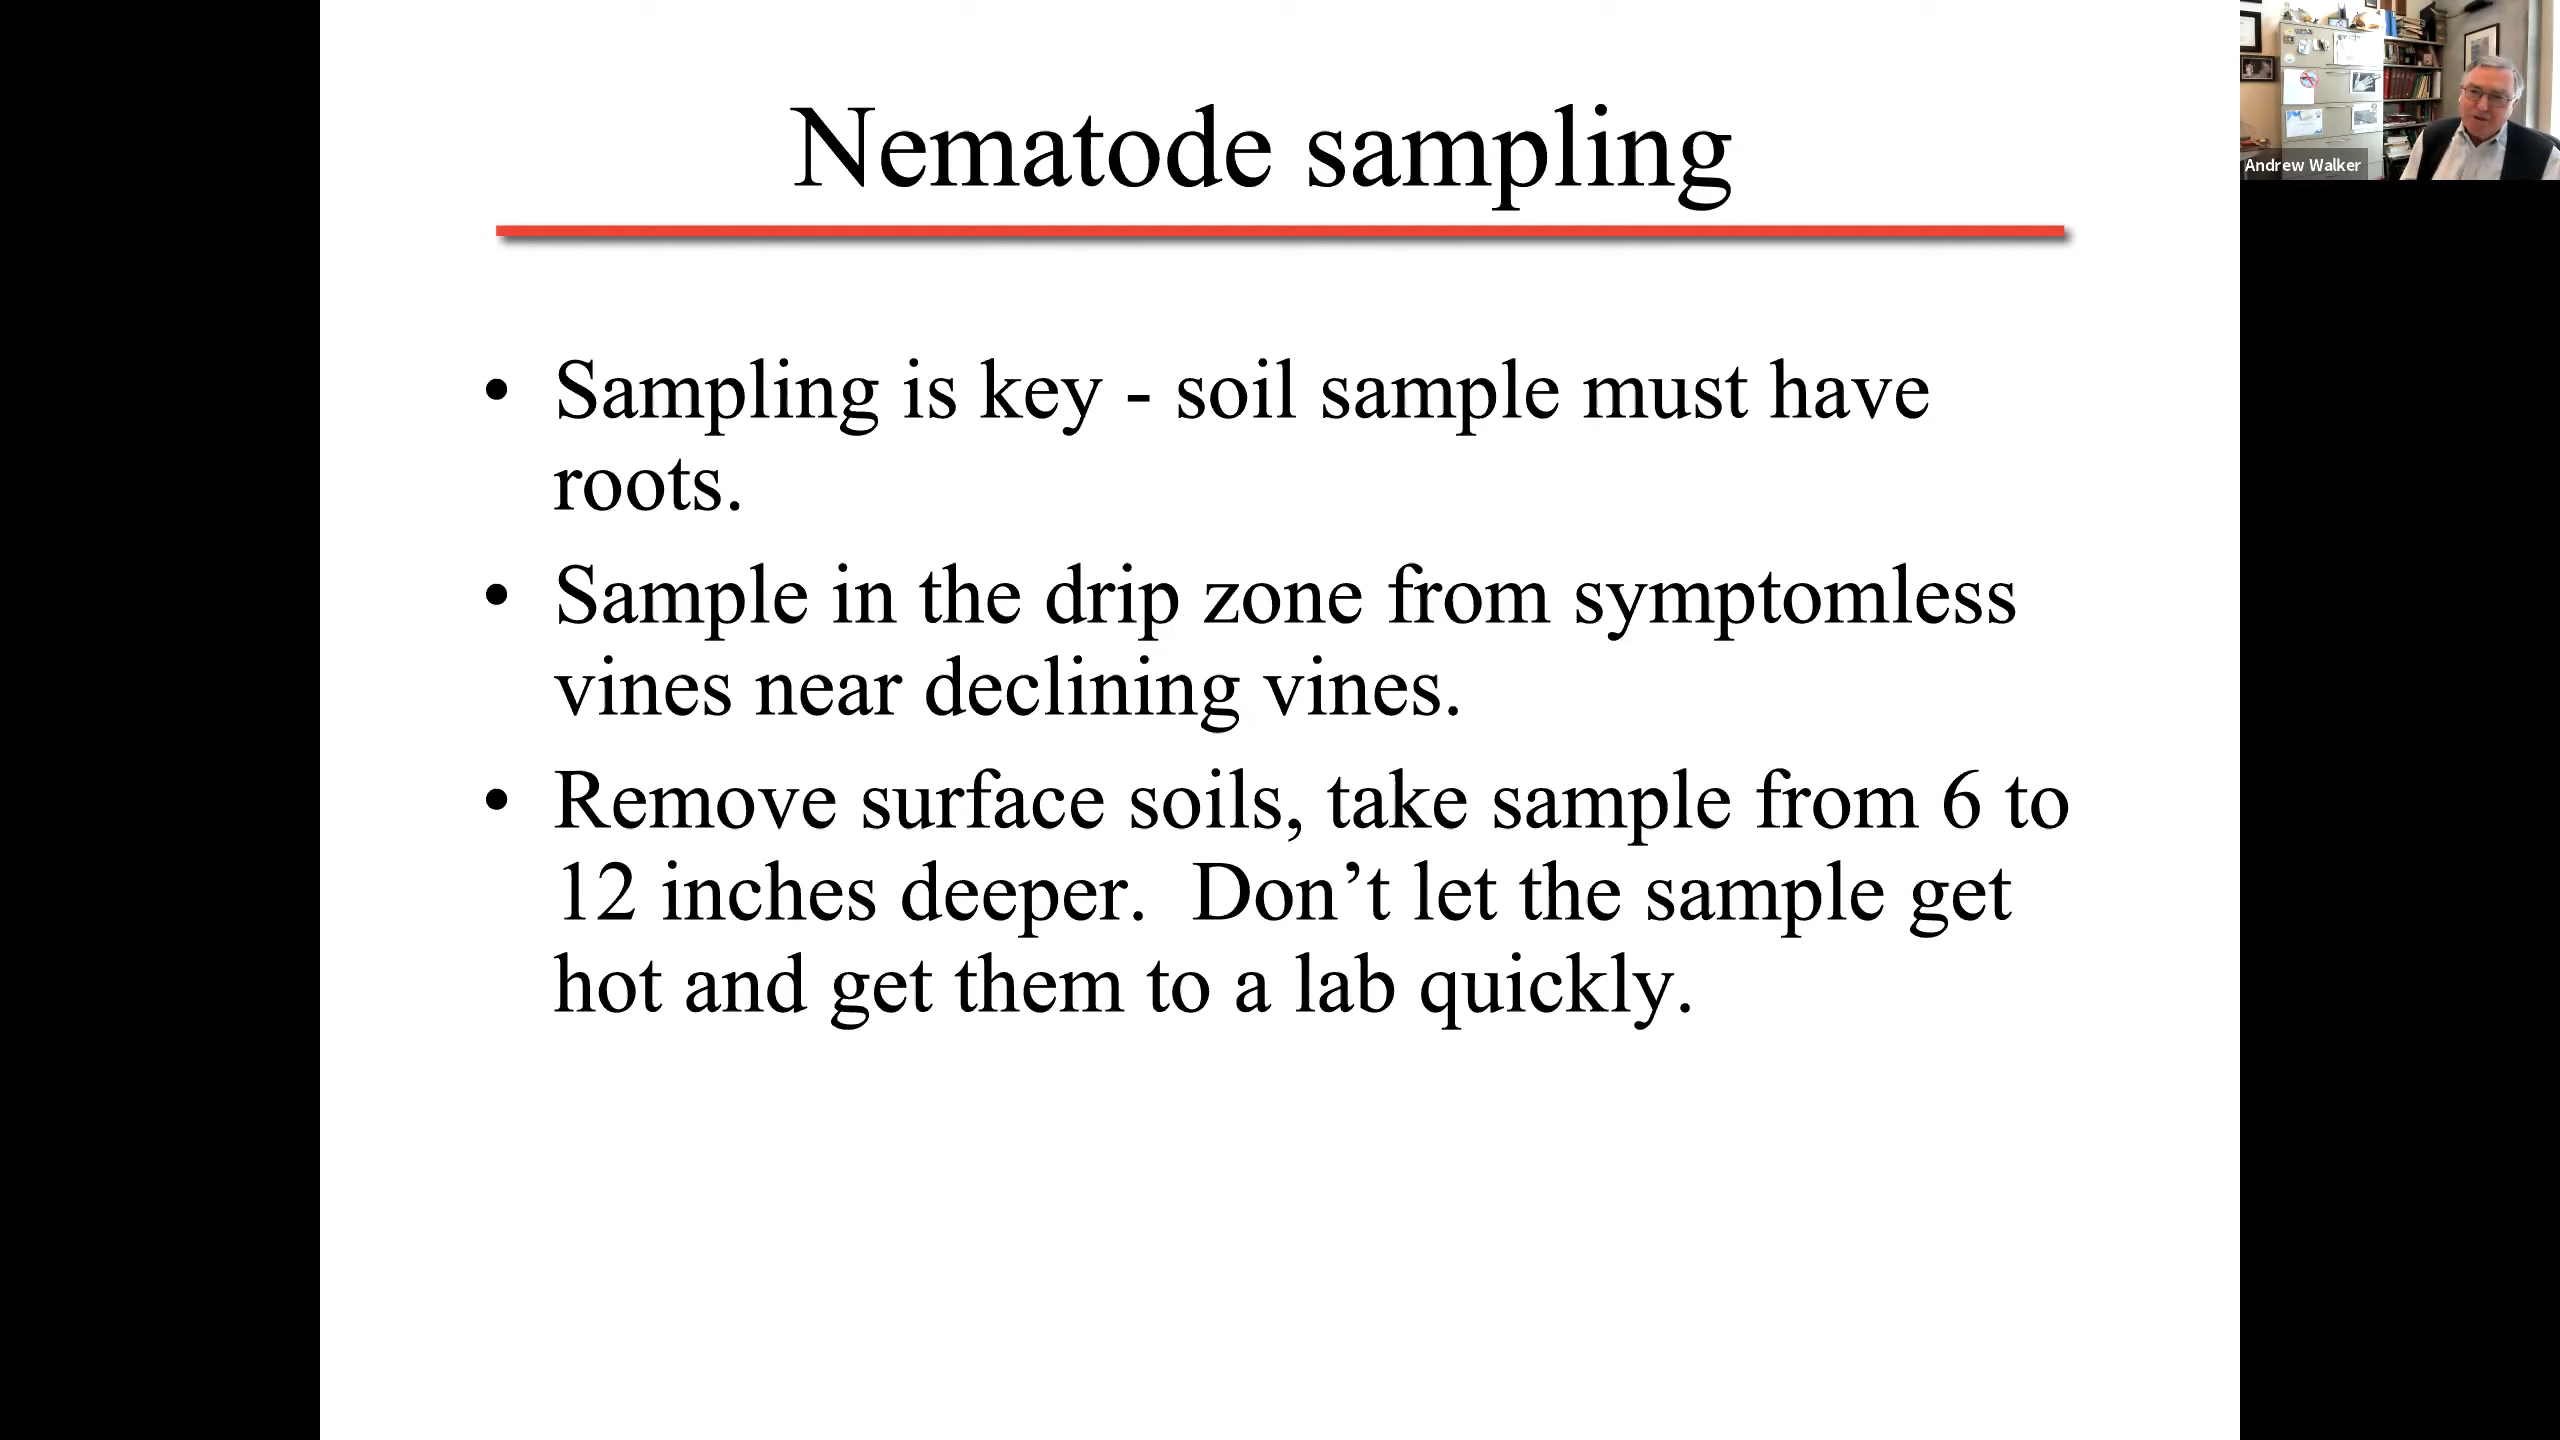 Nematode sampling
• Sampling is key - soil sample must have
roots.
• Sample in the drip zone from symptomless
vines near declining vines.
• Remove surface soils, take sample from 6 to
12 inches deeper.  Don’t let the sample get
hot and get them to a lab quickly.
Andrew Walker